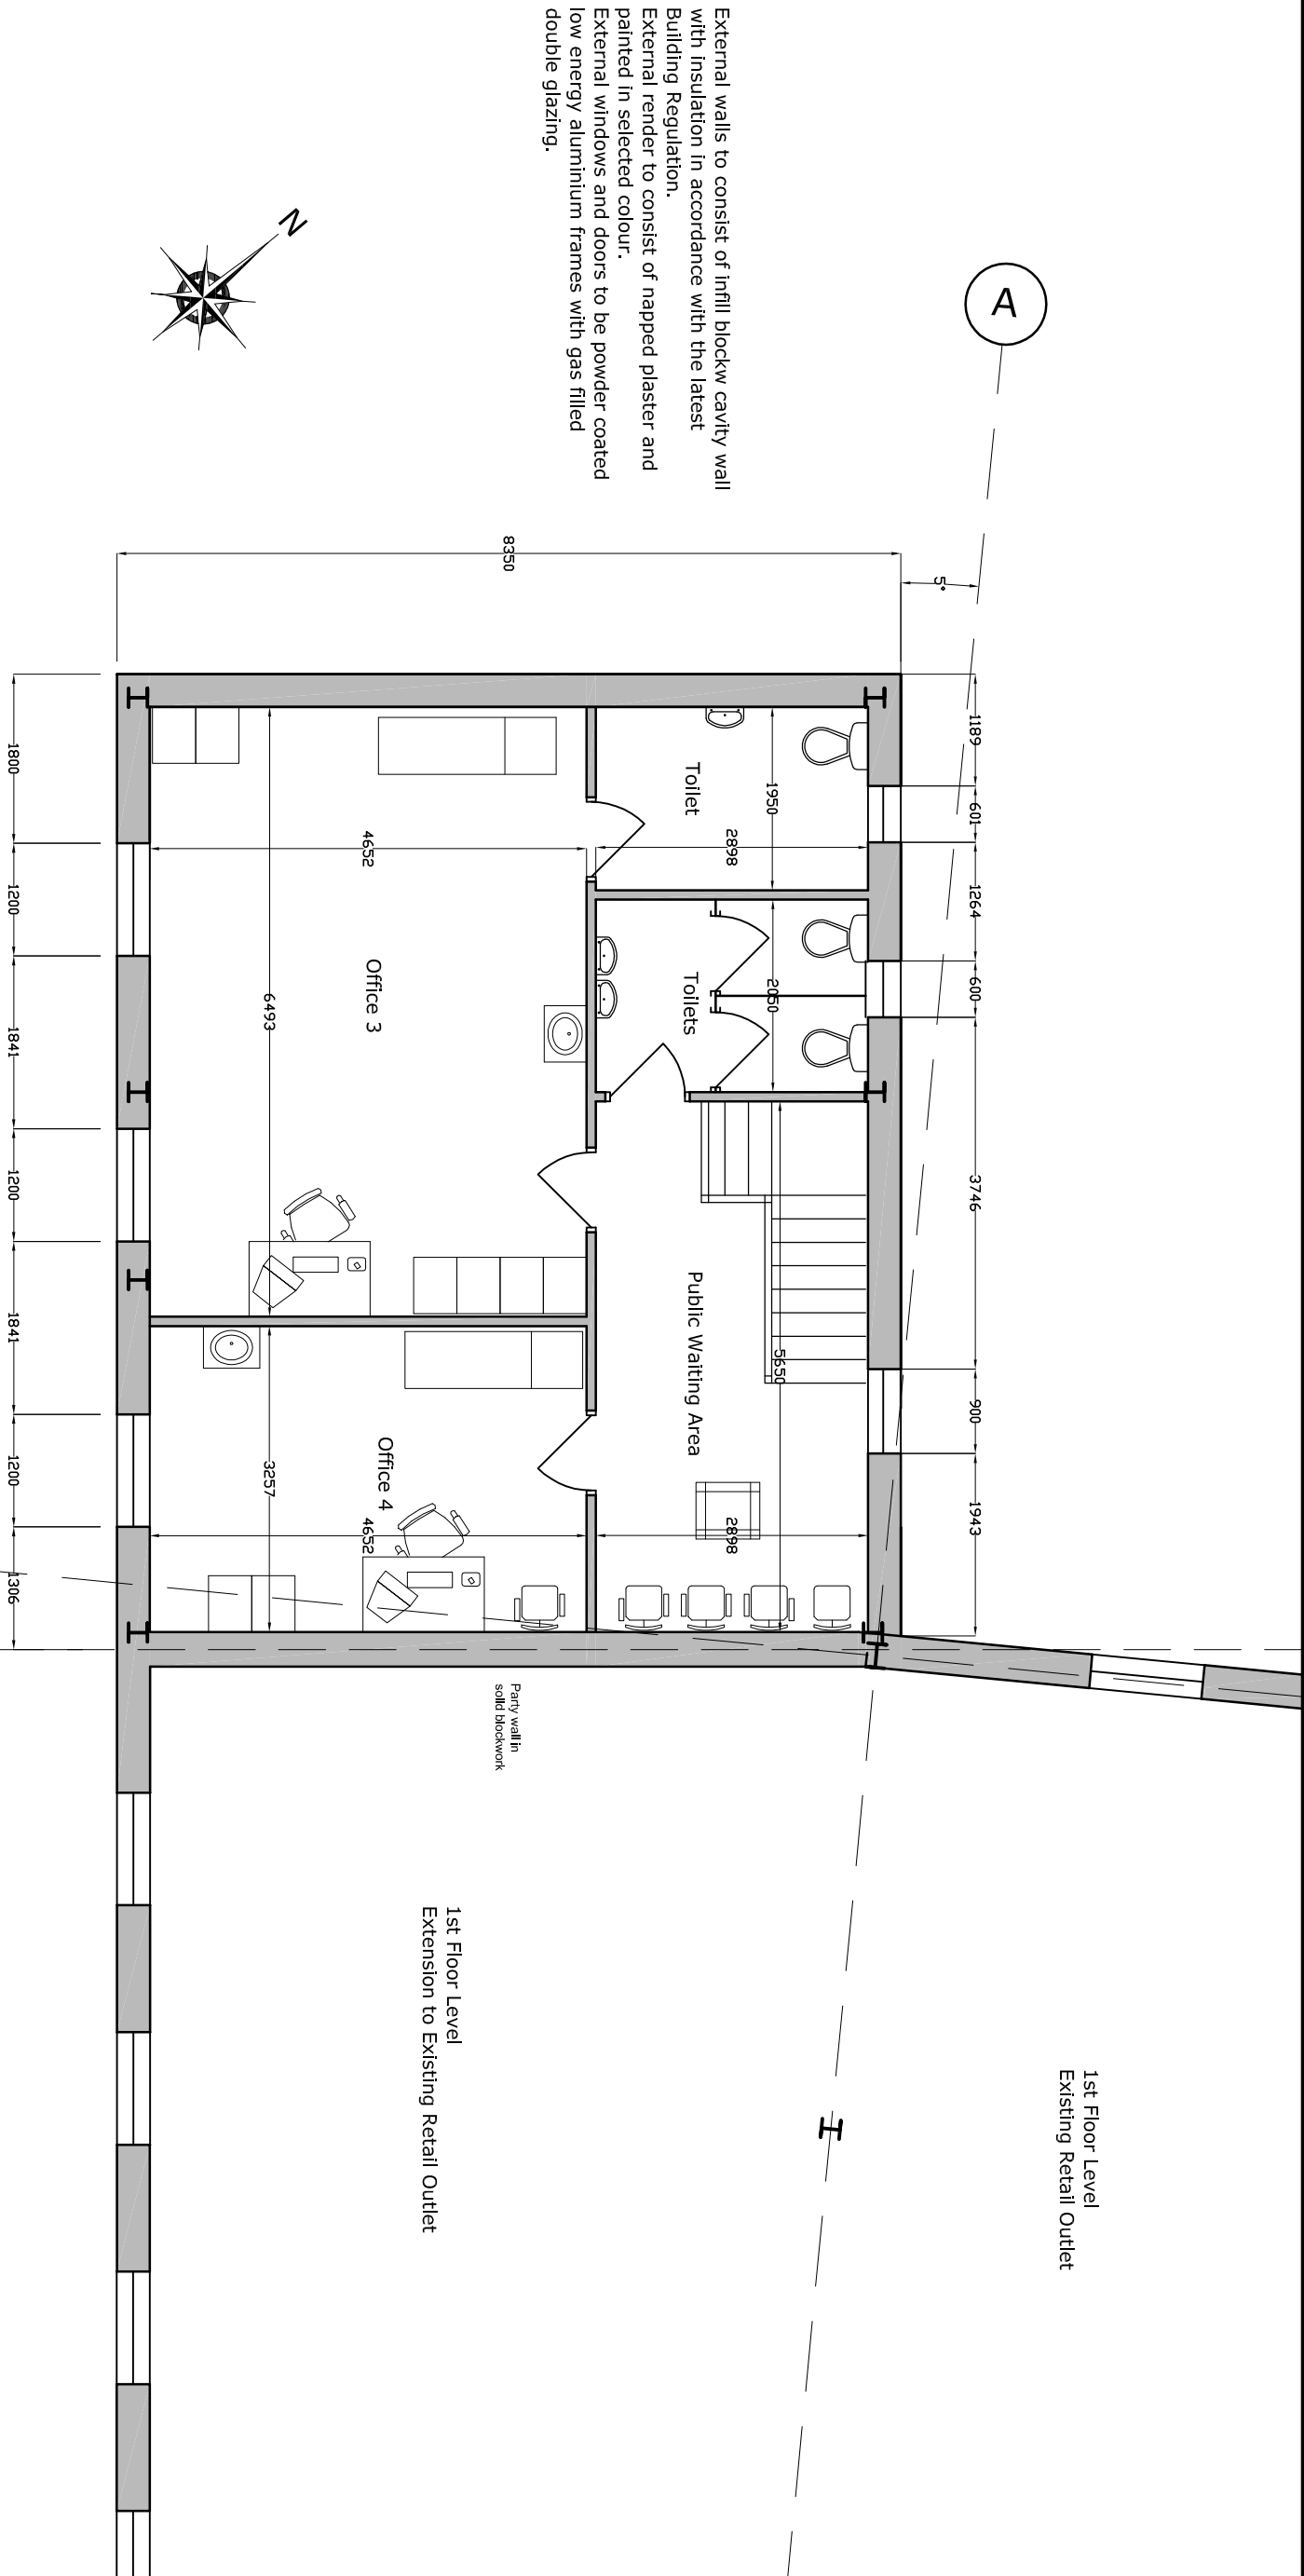 External walls to consist of infill blockw cavity wall
with insulation in accordance with the latest
Building Regulation.
External render to consist of napped plaster and
painted in selected colour.
External windows and doors to be powder coated
low energy aluminium frames with gas filled
double glazing.
N
A
8350
5°
1189
601
1264
600
3746
900
1943
Toilet
1950
2898
Toilets
2050
Public Waiting Area
5650
2898
Office 3
4652
6493
Office 4
4652
3257
1800
1200
1841
1200
1841
1200
1306
Party wall in
solid blockwork
1st Floor Level
Extension to Existing Retail Outlet
1st Floor Level
Existing Retail Outlet